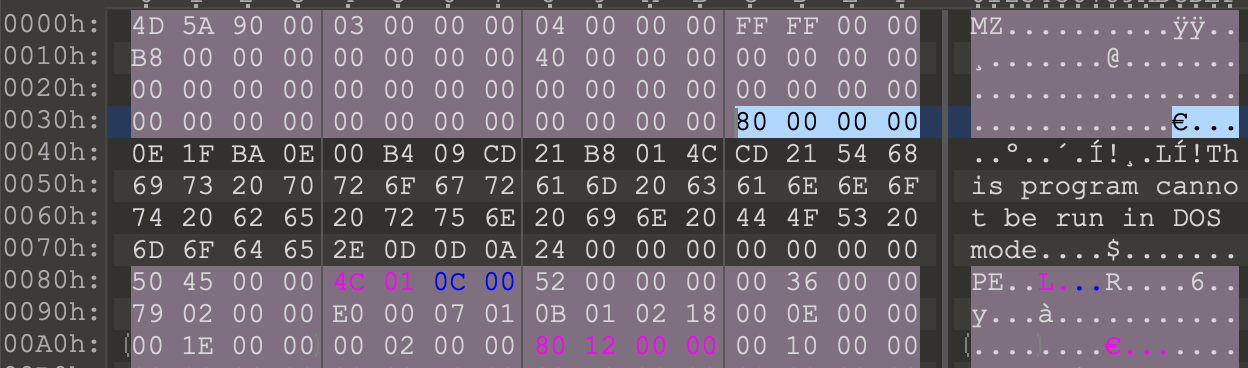 0000h: 4D 5A 90 00 03 00 00 00 04 00 00 00 FF FF 00 00 MZ..........ÿÿ..
0010h: B8 00 00 00 00 00 00 00 40 00 00 00 00 00 00 00 ¸.......@.......
0020h: 00 00 00 00 00 00 00 00 00 00 00 00 00 00 00 00 ................
0030h: 00 00 00 00 00 00 00 00 00 00 00 00 80 00 00 00 ............€...
0040h: 0E 1F BA 0E 00 B4 09 CD 21 B8 01 4C CD 21 54 68 ..º..´.Í!¸.LÍ!Th
0050h: 69 73 20 70 72 6F 67 72 61 6D 20 63 61 6E 6E 6F is program canno
0060h: 74 20 62 65 20 72 75 6E 20 69 6E 20 44 4F 53 20 t be run in DOS
0070h: 6D 6F 64 65 2E 0D 0D 0A 24 00 00 00 00 00 00 00 mode....$.......
0080h: 50 45 00 00 4C 01 0C 00 52 00 00 00 00 36 00 00 PE..L...R....6..
0090h: 79 02 00 00 E0 00 07 01 0B 01 02 18 00 0E 00 00 y...à...........
00A0h: 00 1E 00 00 00 02 00 00 80 12 00 00 00 10 00 00 ........€.......